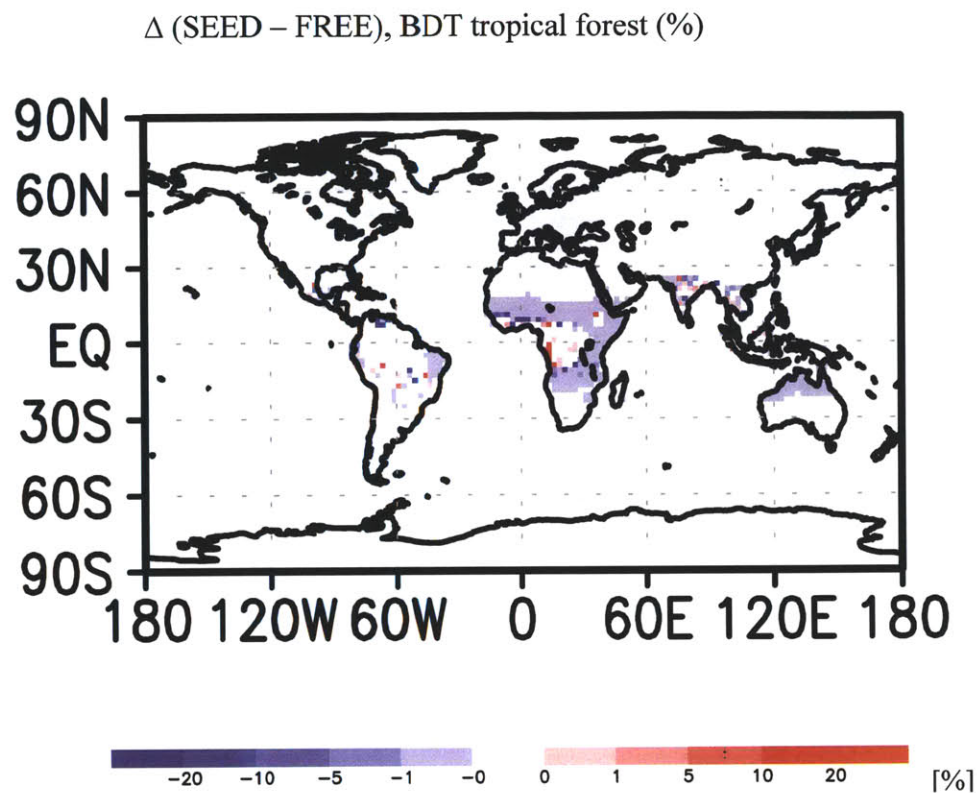 Δ (SEED – FREE), BDT tropical forest (%)
90N
60N
30N
EQ
30S
60S
90S
180 120W 60W 0 60E 120E 180
-20 -10 -5 -1 -0 0 1 5 10 20 [%]